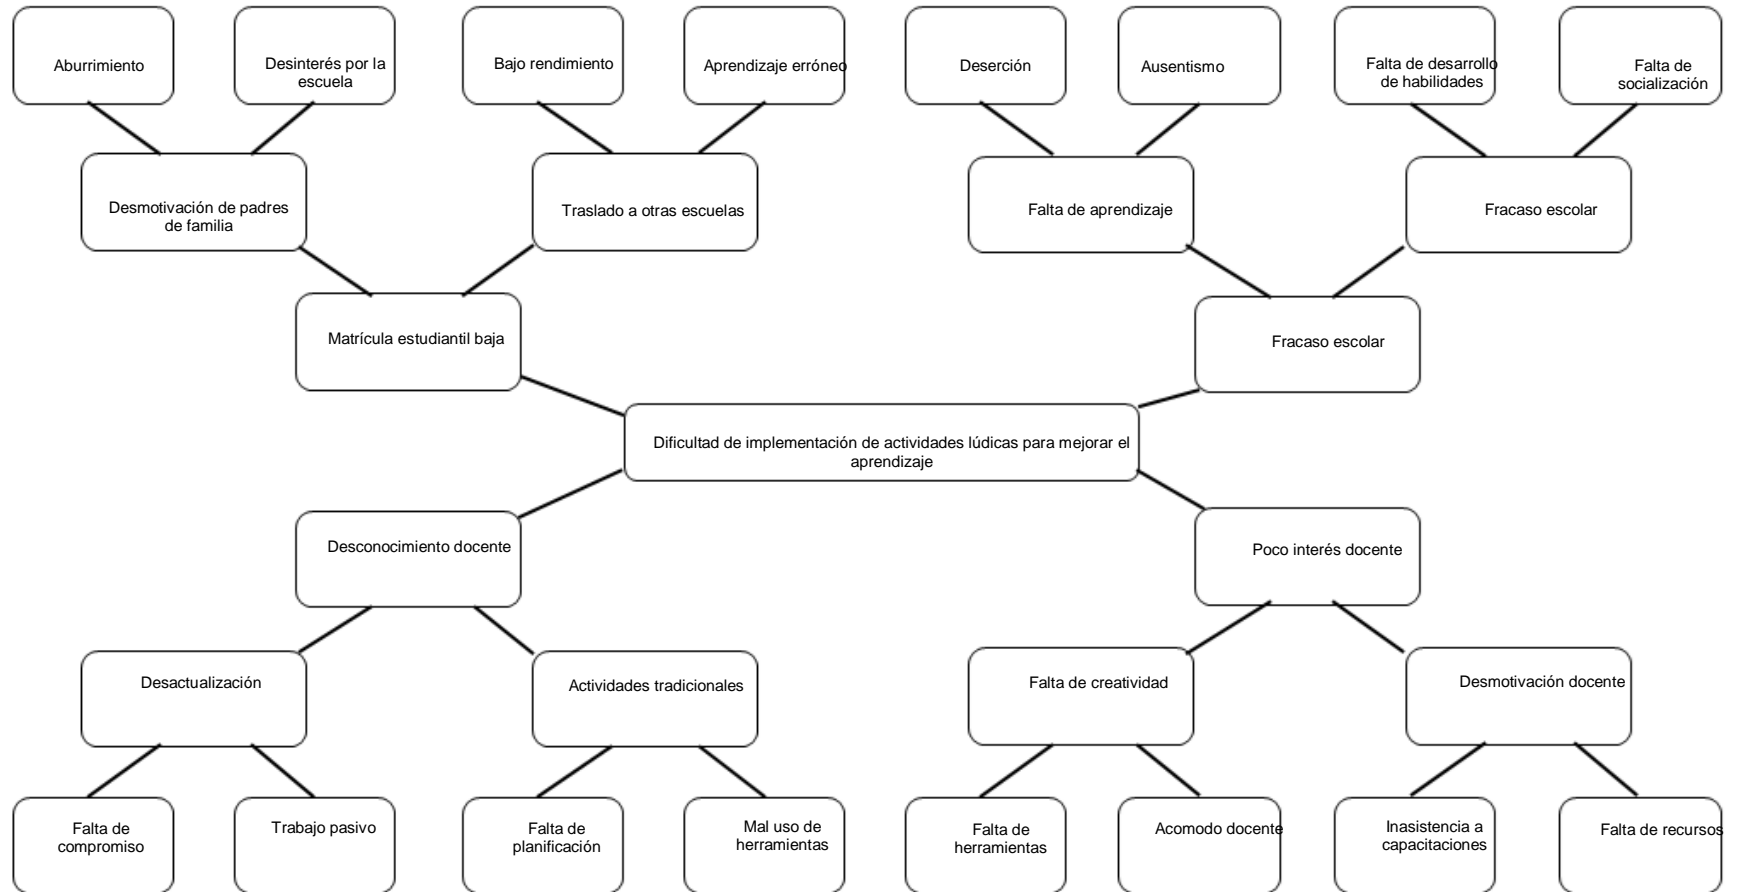 Aburrimiento
Desinterés por la
escuela
Bajo rendimiento
Aprendizaje erróneo
Deserción
Ausentismo
Falta de desarrollo
de habilidades
Falta de
socialización
Desmotivación de padres
de familia
Traslado a otras escuelas
Falta de aprendizaje
Fracaso escolar
Matrícula estudiantil baja
Fracaso escolar
Dificultad de implementación de actividades lúdicas para mejorar el
aprendizaje
Desconocimiento docente
Poco interés docente
Desactualización
Actividades tradicionales
Falta de creatividad
Desmotivación docente
Falta de
compromiso
Trabajo pasivo
Falta de
planificación
Mal uso de
herramientas
Falta de
herramientas
Acomodo docente
Inasistencia a
capacitaciones
Falta de recursos